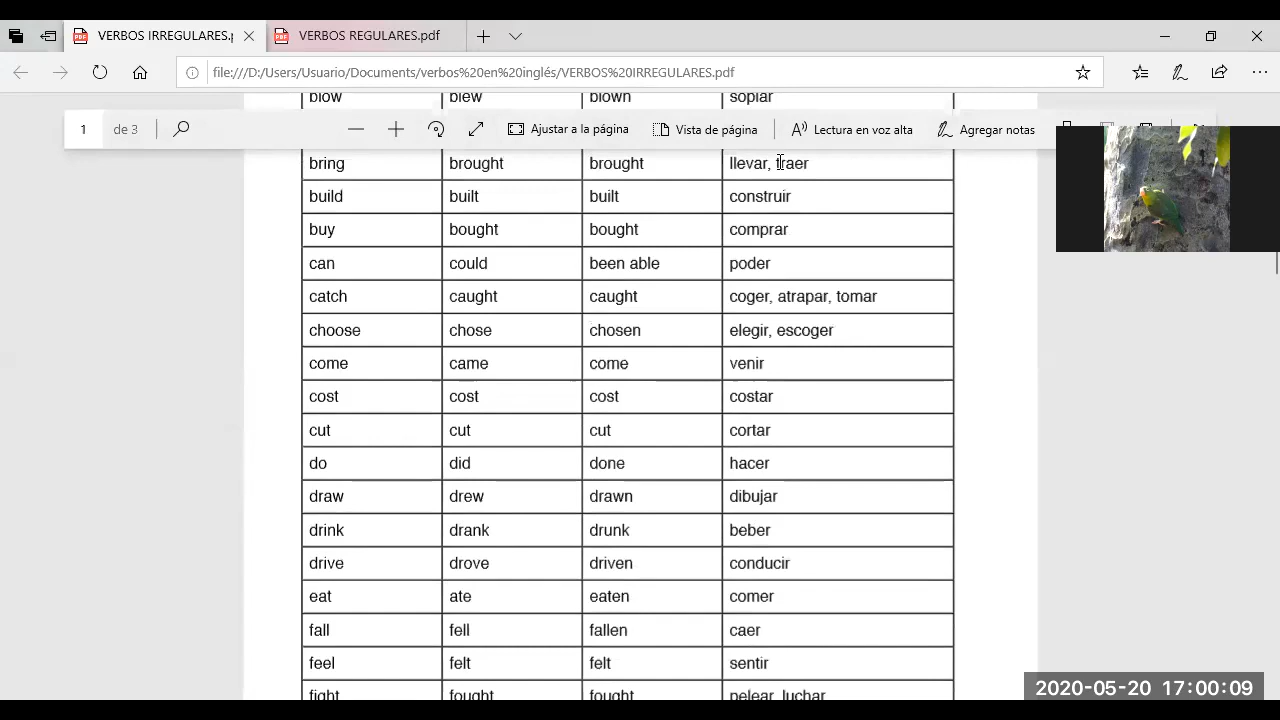 VERBOS IRREGULARES.p
VERBOS REGULARES.pdf
file:///D:/Users/Usuario/Documents/verbos%20en%20inglés/VERBOS%20IRREGULARES.pdf
blow blew blown soplar
1 de 3 Ajustar a la página Vista de página Lectura en voz alta Agregar notas
bring brought brought llevar, traer
build built built construir
buy bought bought comprar
can could been able poder
catch caught caught coger, atrapar, tomar
choose chose chosen elegir, escoger
come came come venir
cost cost cost costar
cut cut cut cortar
do did done hacer
draw drew drawn dibujar
drink drank drunk beber
drive drove driven conducir
eat ate eaten comer
fall fell fallen caer
feel felt felt sentir
fight fought fought pelear, luchar
2020-05-20 17:00:09